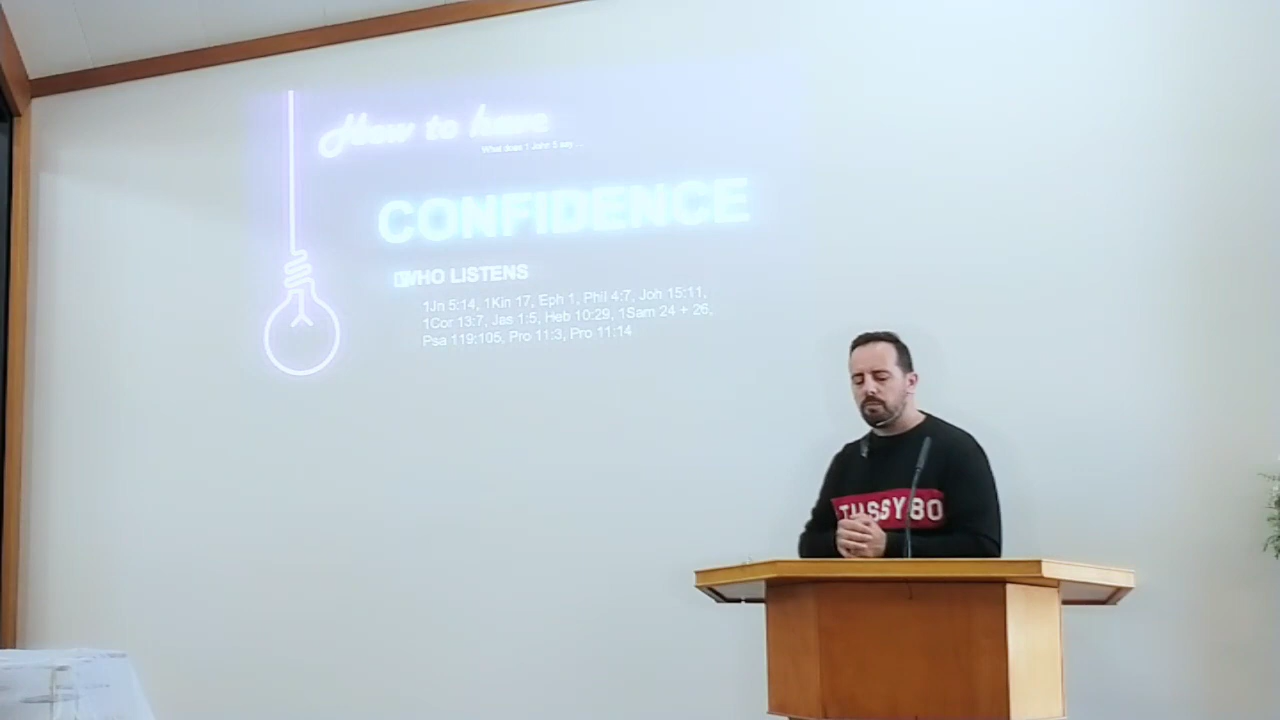 How to have
What does 1 John 5 say...
CONFIDENCE
WHO LISTENS
1Jn 5:14, 1Kin 17, Eph 1, Phil 4:7, Joh 15:11,
1Cor 13:7, Jas 1:5, Heb 10:29, 1Sam 24 + 26,
Psa 119:105, Pro 11:3, Pro 11:14
80